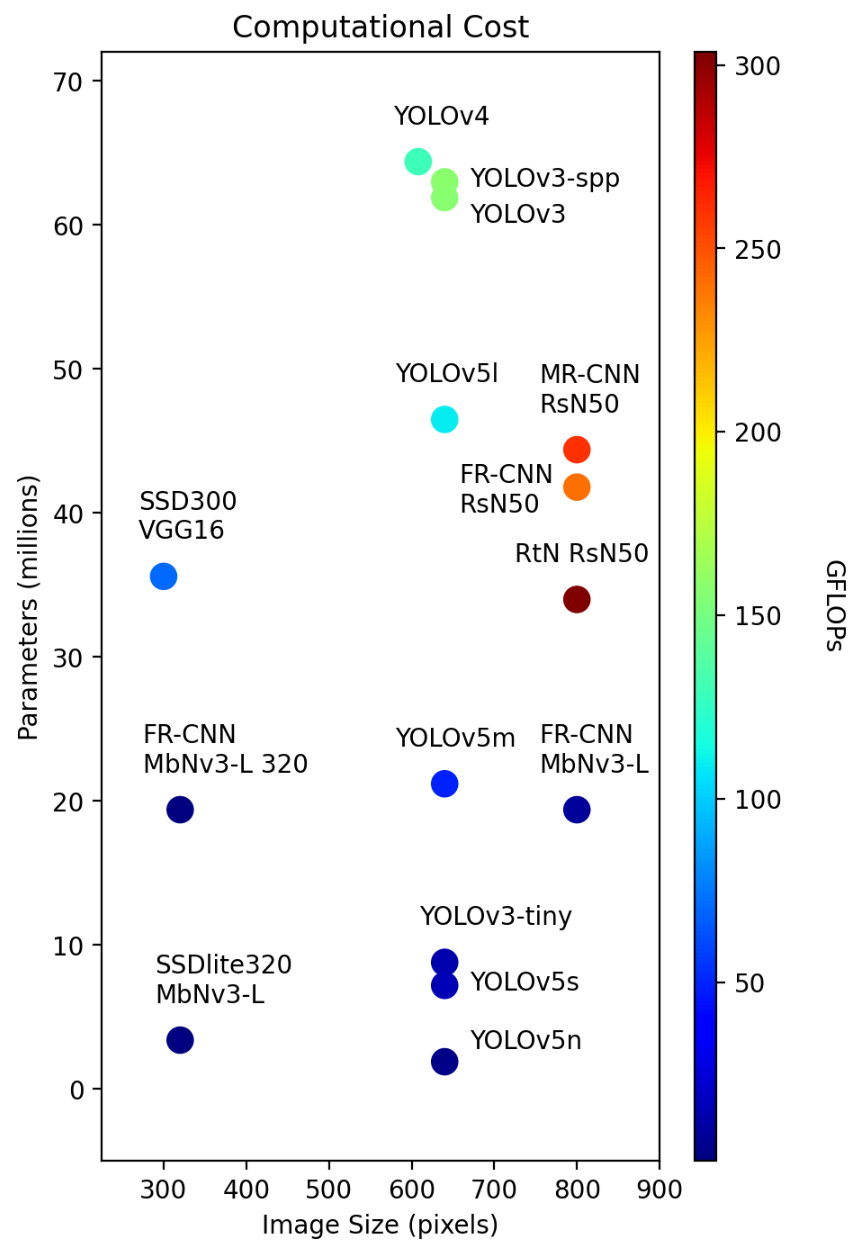 Computational Cost
70
60
50
40
30
20
10
0
Parameters (millions)
YOLOv4
YOLOv3-spp
YOLOv3
YOLOv5l
MR-CNN
RsN50
FR-CNN
RsN50
SSD300
VGG16
RtN RsN50
FR-CNN
MbNv3-L 320
YOLOv5m
FR-CNN
MbNv3-L
YOLOv3-tiny
SSDlite320
MbNv3-L
YOLOv5s
YOLOv5n
300
400
500
600
700
800
900
Image Size (pixels)
300
250
200
150
100
50
GFLOPs